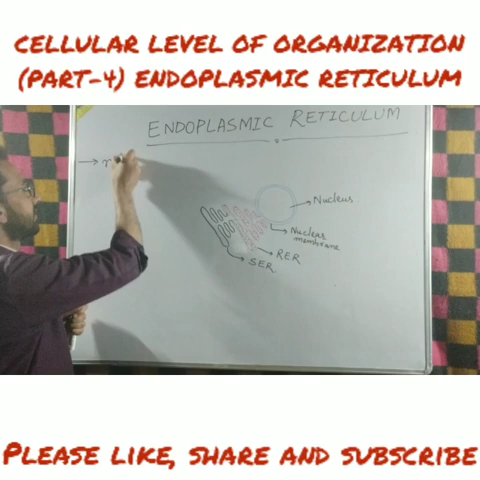 CELLULAR LEVEL OF ORGANIZATION
(PART-4) ENDOPLASMIC RETICULUM
ENDOPLASMIC RETICULUM
Nucleus
Nucleus
membrane
RER
SER
PLEASE LIKE, SHARE AND SUBSCRIBE